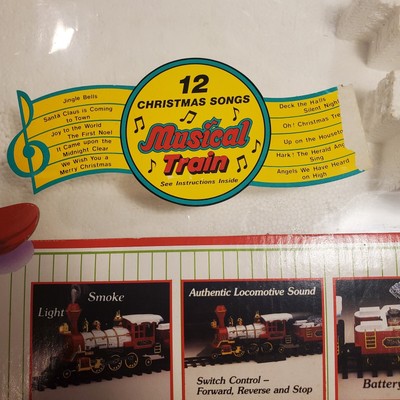 12
CHRISTMAS SONGS
Musical
Train
See Instructions Inside
Jingle Bells
Santa Claus is Coming
to Town
Joy to the World
The First Noel
It Came Upon the
Midnight Clear
We Wish You a
Merry Christmas
Deck the Halls
Silent Night
Oh! Christmas Tre
Up on the Houseto
Hark! The Herald Ang
Sing
Angels We Have Heard
on High
Light
Smoke
Authentic Locomotive Sound
Switch Control –
Forward, Reverse and Stop
Battery